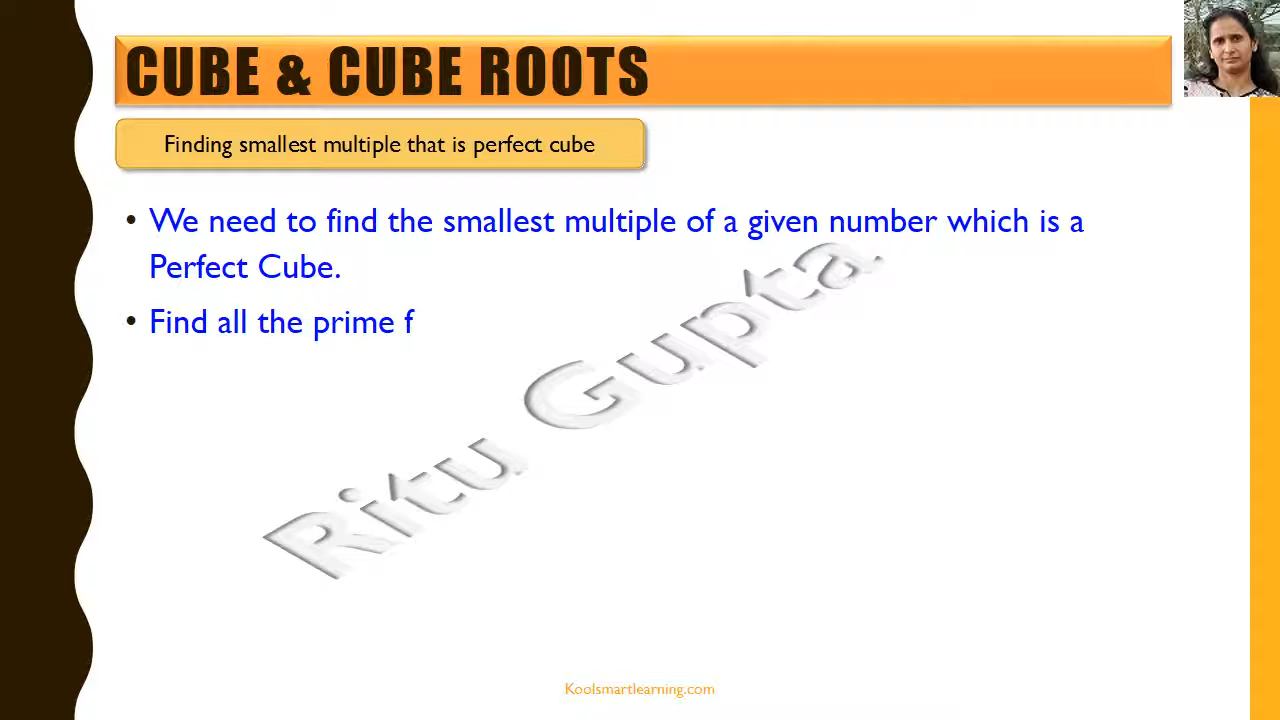 CUBE & CUBE ROOTS
Finding smallest multiple that is perfect cube
• We need to find the smallest multiple of a given number which is a
Perfect Cube.
• Find all the prime f
Ritu Gupta
Koolsmartlearning.com